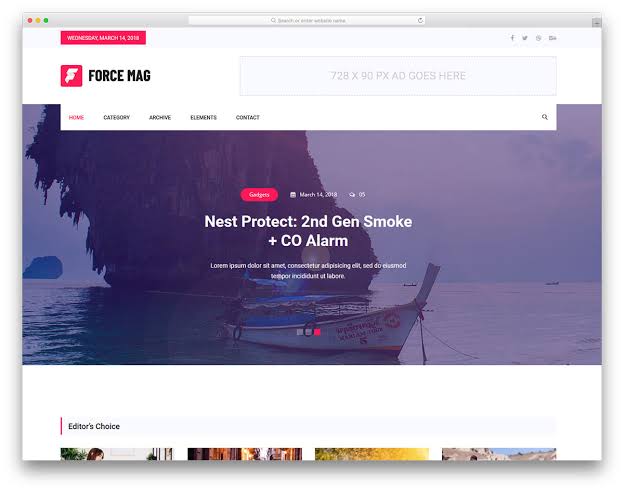 Search or enter website name
WEDNESDAY, MARCH 14, 2018
FORCE MAG
728 X 90 PX AD GOES HERE
HOME
CATEGORY
ARCHIVE
ELEMENTS
CONTACT
Gadgets
March 14, 2018
05
Nest Protect: 2nd Gen Smoke
+ CO Alarm
Lorem ipsum dolor sit amet, consectetur adipisicing elit, sed do eiusmod
tempor incididunt ut labore.
Editor's Choice